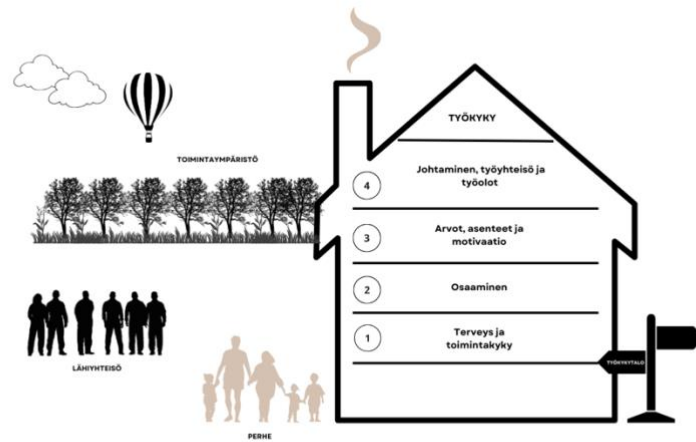 TYÖKYKY
TOIMINTAYMPÄRISTÖ
4
Johtaminen, työyhteisö ja
työolot
3
Arvot, asenteet ja
motivaatio
2
Osaaminen
1
Terveys ja
toimintakyky
TYÖKYKYTALO
LÄHIYHTEISÖ
PERHE